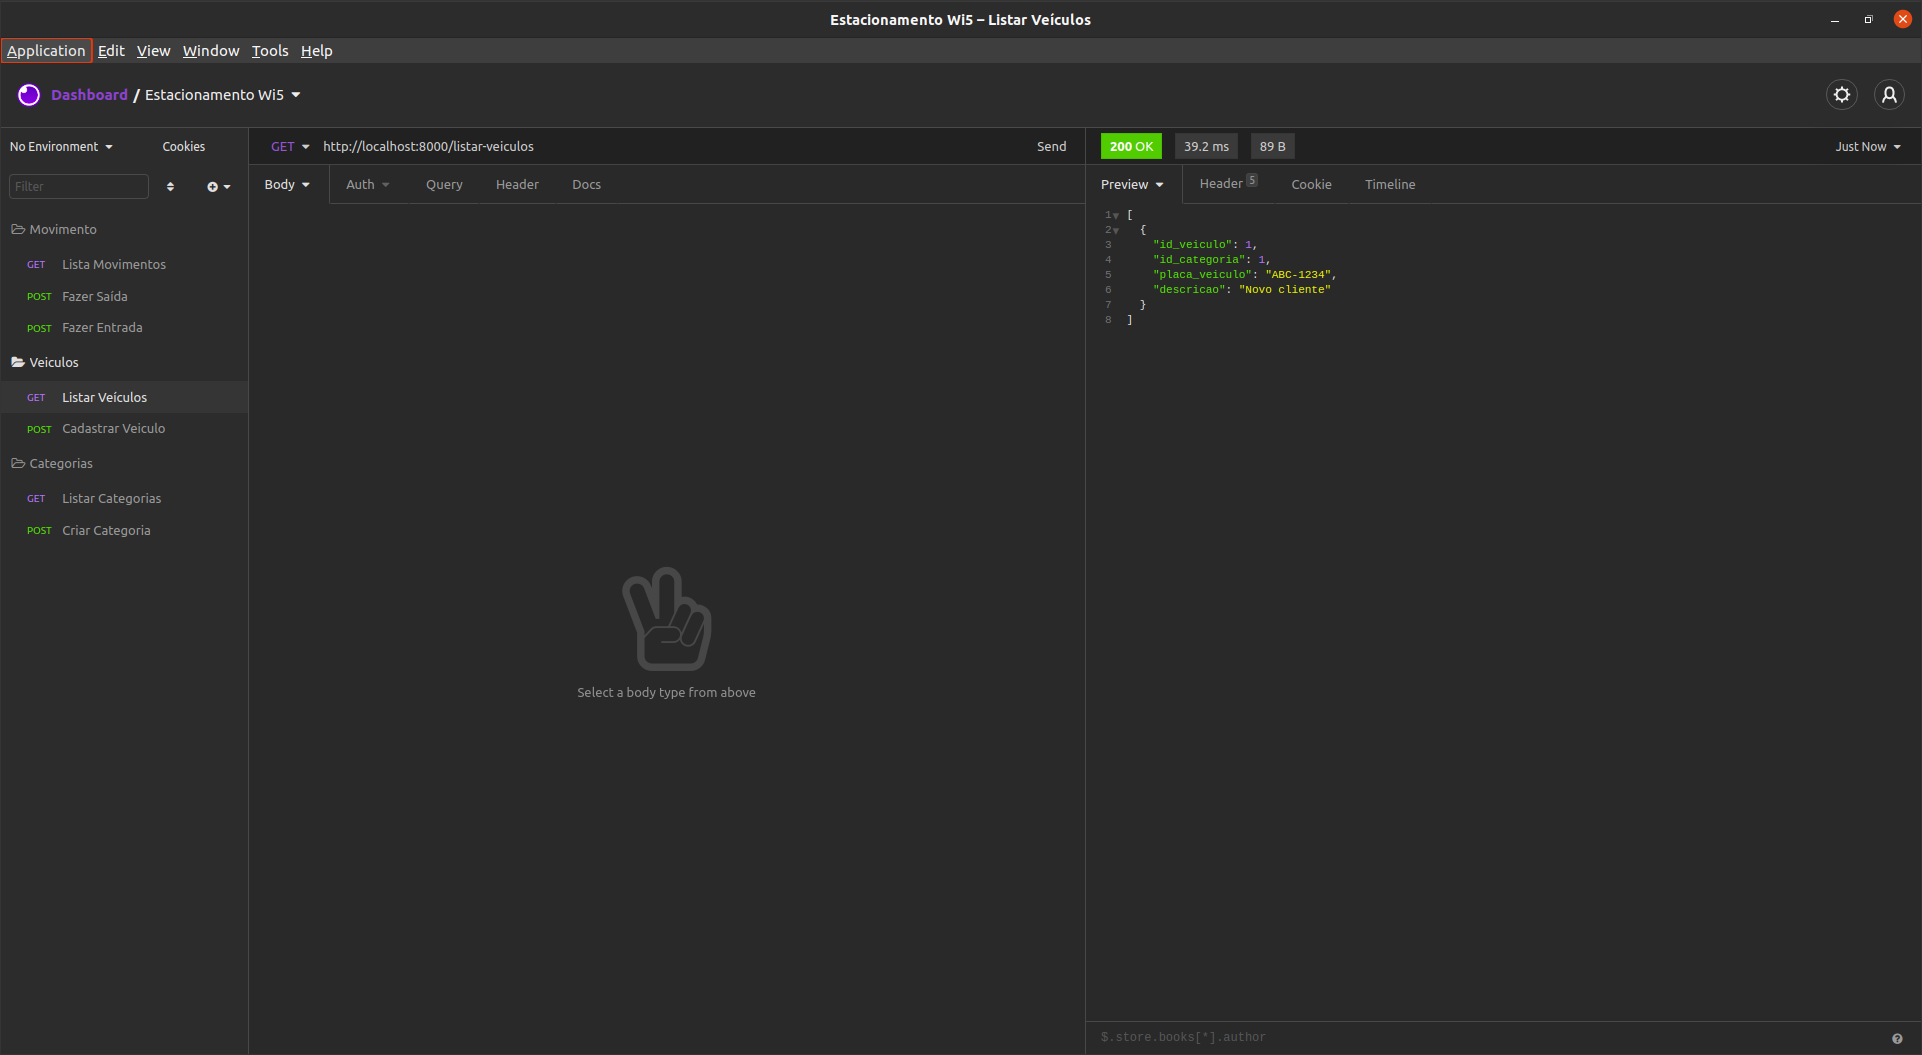 Estacionamento Wi5 – Listar Veículos
Application Edit View Window Tools Help
Dashboard / Estacionamento Wi5
No Environment Cookies
Filter
Movimento
GET Lista Movimentos
POST Fazer Saída
POST Fazer Entrada
Veiculos
GET Listar Veículos
POST Cadastrar Veiculo
Categorias
GET Listar Categorias
POST Criar Categoria
GET http://localhost:8000/listar-veiculos Send
Body Auth Query Header Docs
Select a body type from above
200 OK 39.2 ms 89 B Just Now
Preview Header 5 Cookie Timeline
1 [
2 {
3 "id_veiculo": 1,
4 "id_categoria": 1,
5 "placa_veiculo": "ABC-1234",
6 "descricao": "Novo cliente"
7 }
8 ]
$.store.books[*].author